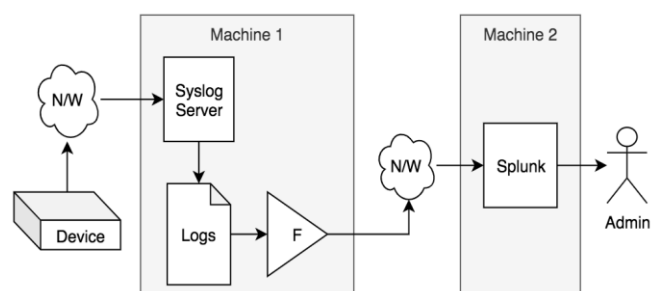 Machine 1
Machine 2
N/W
Syslog
Server
N/W
Splunk
Device
Logs
F
Admin